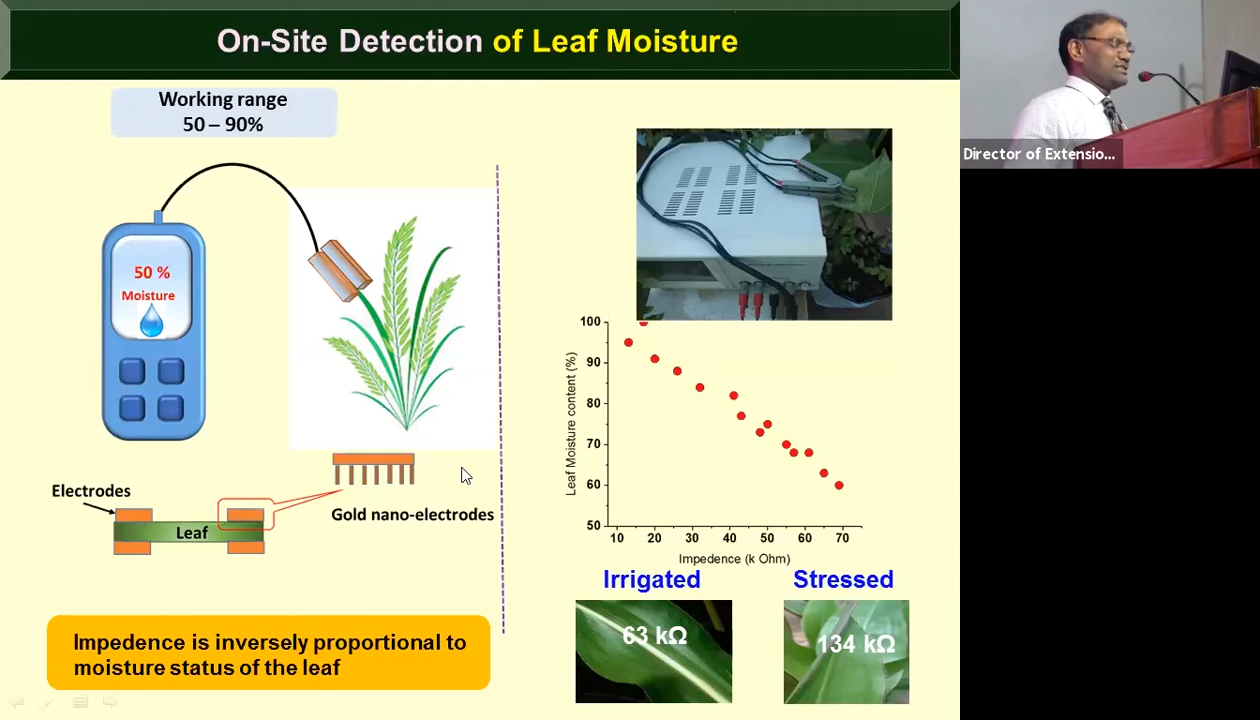 On-Site Detection of Leaf Moisture
Working range
50 – 90%
50 %
Moisture
Electrodes
Leaf
Gold nano-electrodes
Impedence is inversely proportional to
moisture status of the leaf
Leaf Moisture content (%)
100
90
80
70
60
50
10 20 30 40 50 60 70
Impedence (k Ohm)
Irrigated
Stressed
63 kΩ
134 kΩ
Director of Extensio...